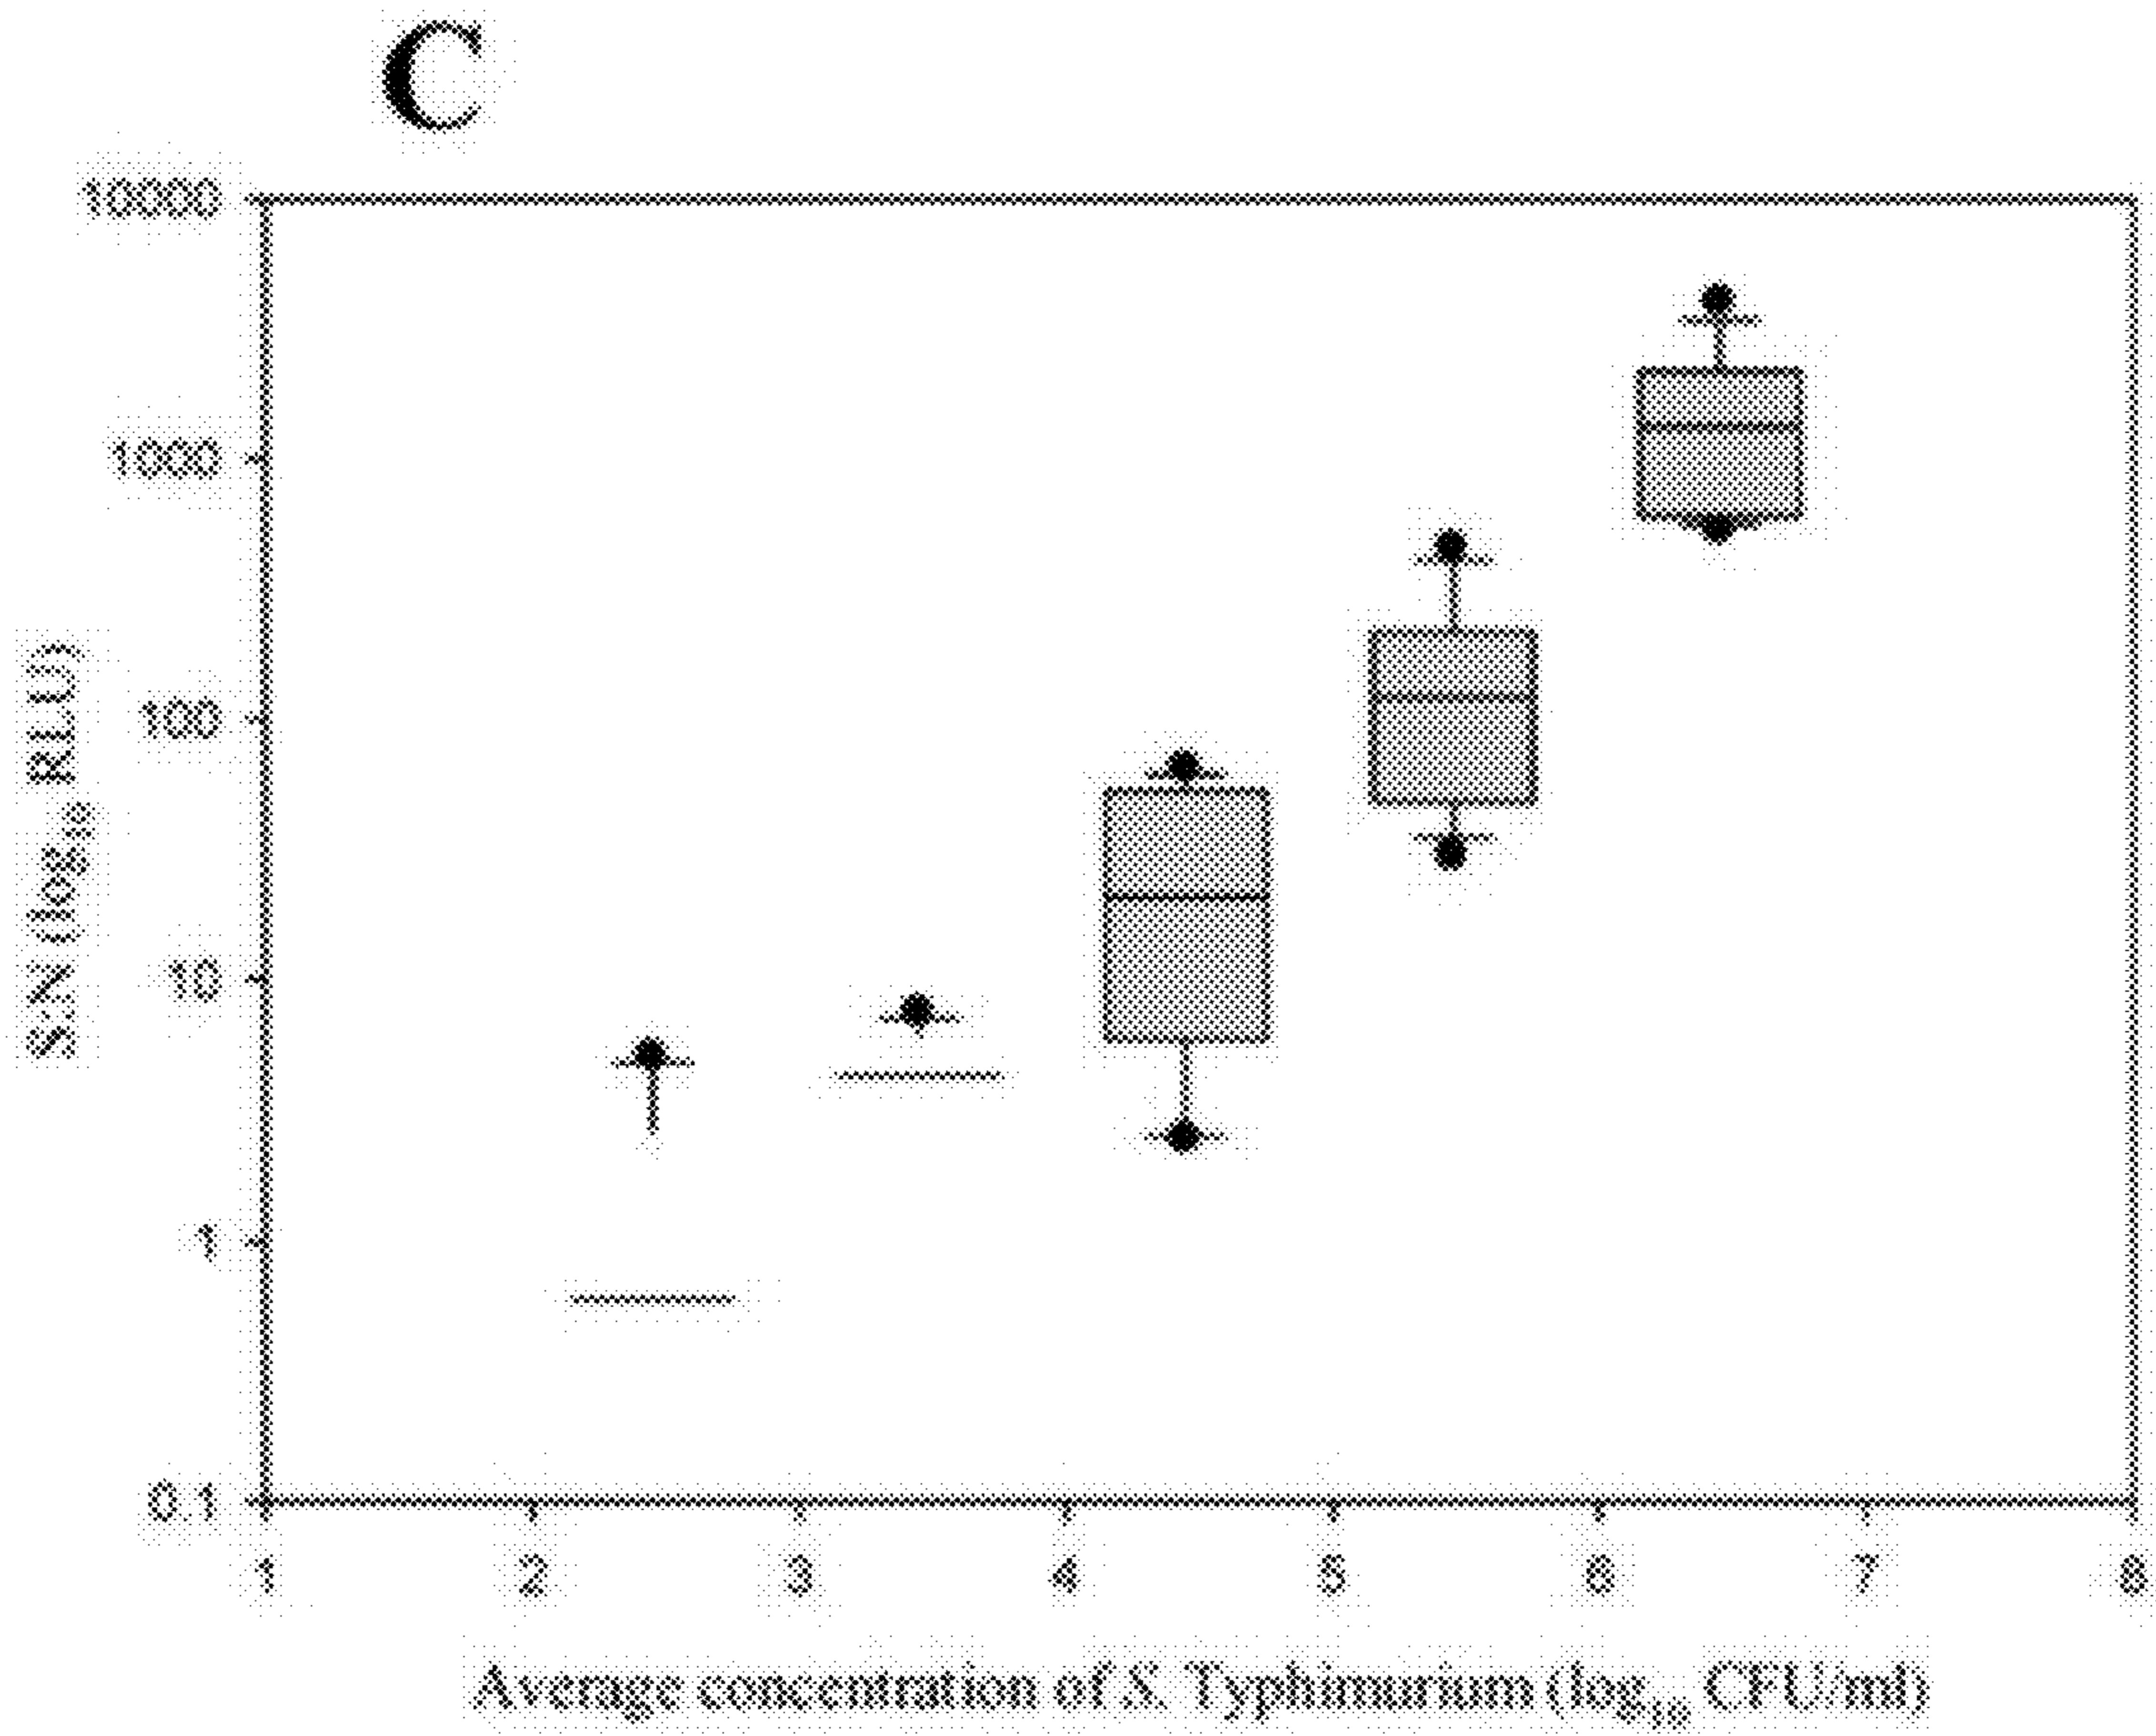 C
10000
1000
100
10
1
0.1
S:N (log10 RLU)
1 2 3 4 5 6 7 8
Average concentration of S Typhimurium (log10 CFU/ml)